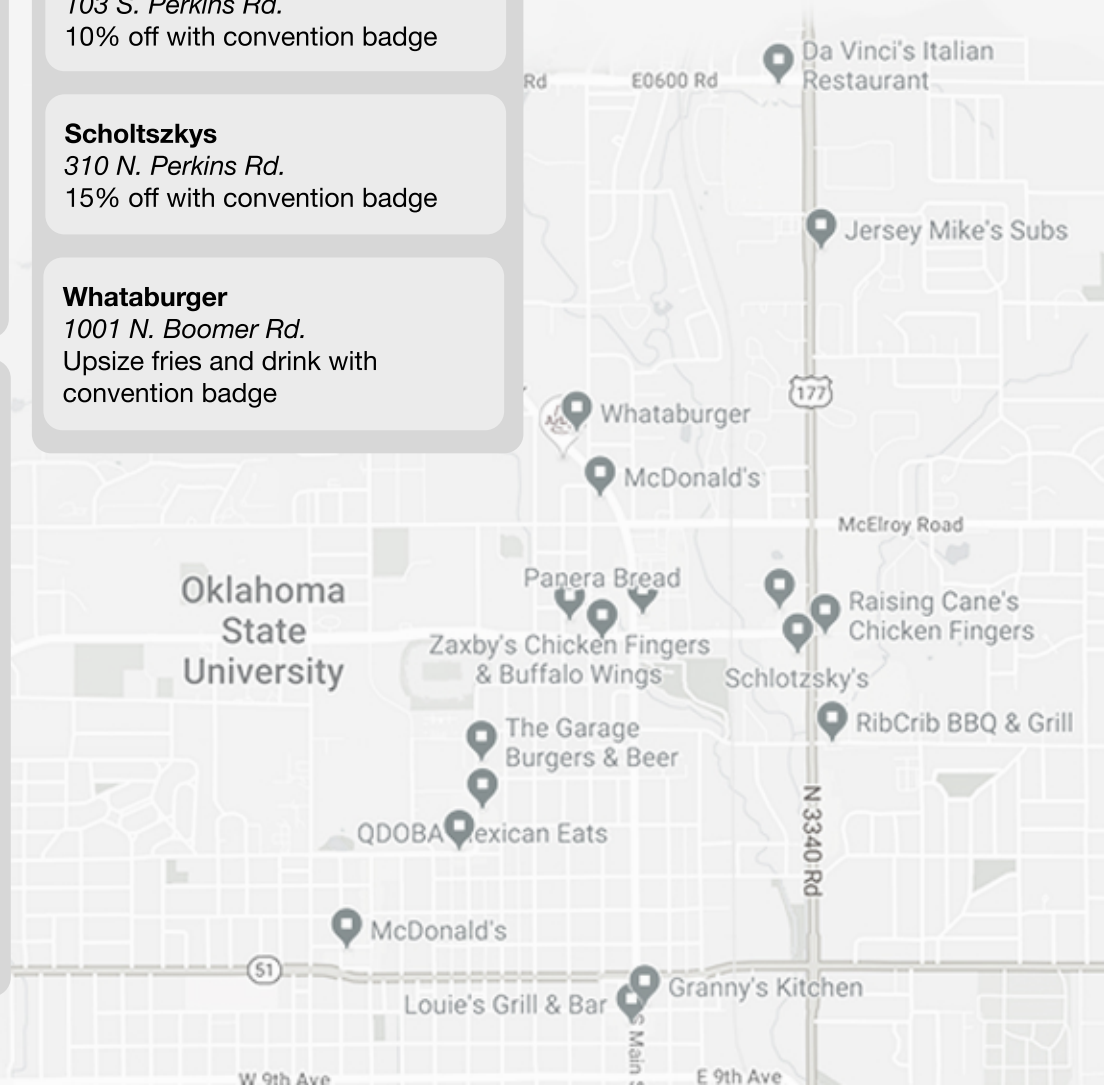 103 S. Perkins Rd.
10% off with convention badge
Scholtszkys
310 N. Perkins Rd.
15% off with convention badge
Whataburger
1001 N. Boomer Rd.
Upsize fries and drink with
convention badge
Da Vinci's Italian
Restaurant
Rd
E0600 Rd
Jersey Mike's Subs
177
Whataburger
McDonald's
McElroy Road
Oklahoma
State
University
Panera Bread
Zaxby's Chicken Fingers
& Buffalo Wings
Raising Cane's
Chicken Fingers
Schlotzsky's
RibCrib BBQ & Grill
The Garage
Burgers & Beer
QDOBA Mexican Eats
N 3340 Rd
McDonald's
51
Granny's Kitchen
Louie's Grill & Bar
S Main S
W 9th Ave
E 9th Ave